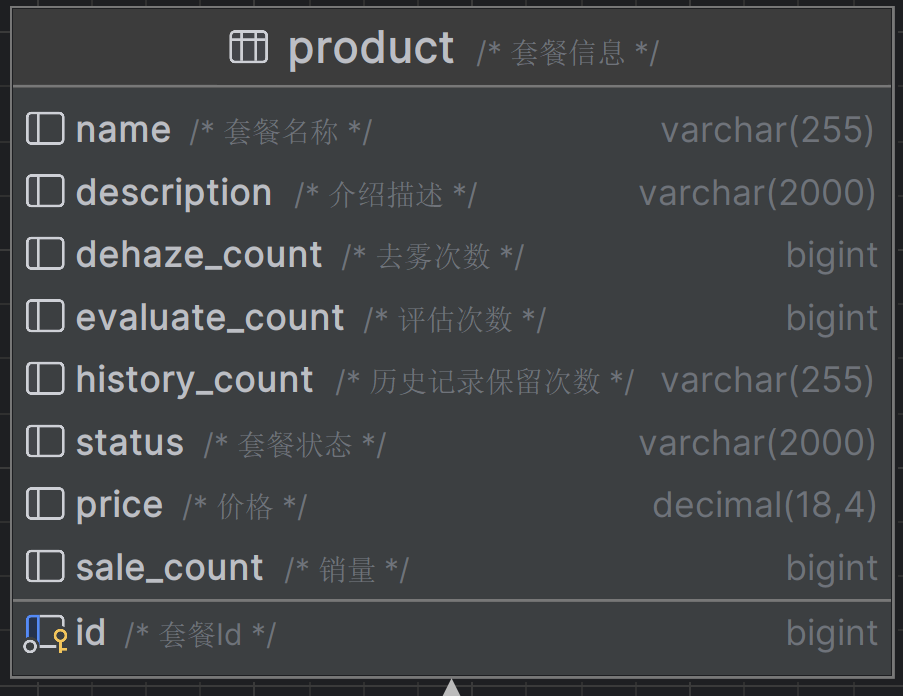 product /* 套餐信息 */
name /* 套餐名称 */ varchar(255)
description /* 介绍描述 */ varchar(2000)
dehaze_count /* 去雾次数 */ bigint
evaluate_count /* 评估次数 */ bigint
history_count /* 历史记录保留次数 */ varchar(255)
status /* 套餐状态 */ varchar(2000)
price /* 价格 */ decimal(18,4)
sale_count /* 销量 */ bigint
id /* 套餐Id */ bigint